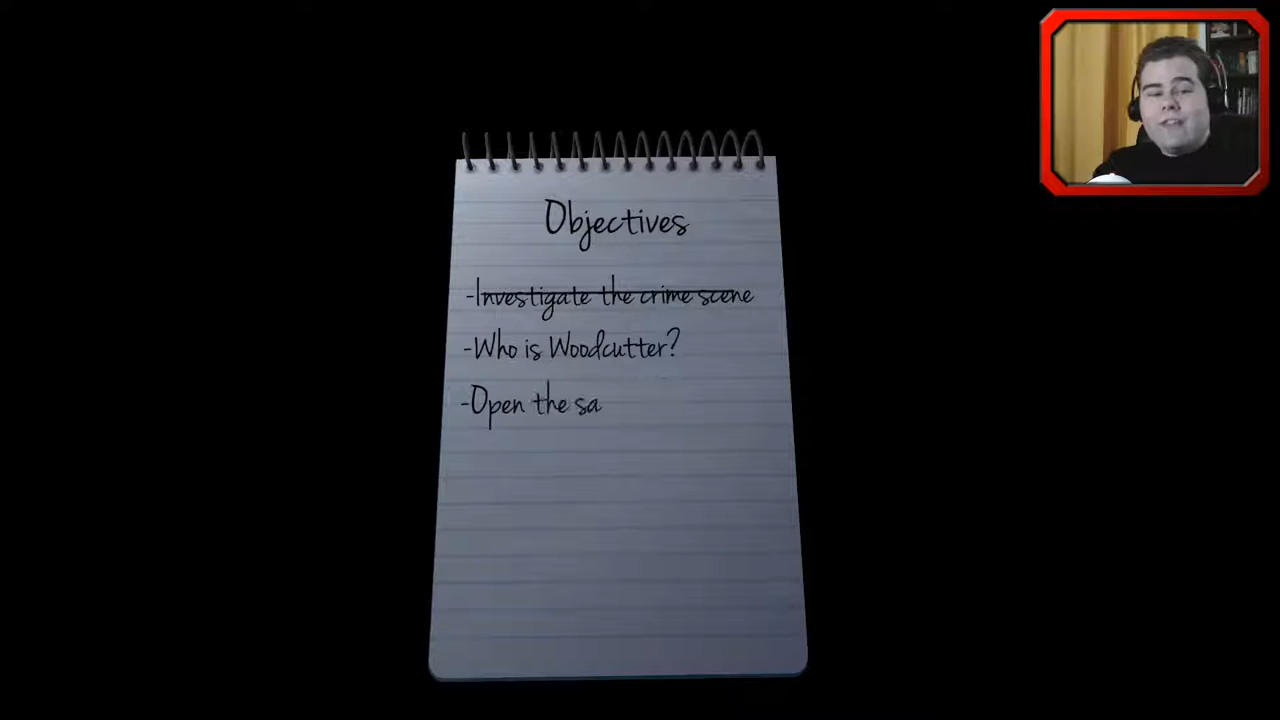 Objectives
-Investigate the crime scene
-Who is Woodcutter?
-Open the sa